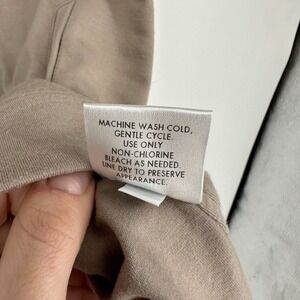 MACHINE WASH COLD,
GENTLE CYCLE.
USE ONLY
NON-CHLORINE
BLEACH AS NEEDED.
LINE DRY TO PRESERVE
APPEARANCE.